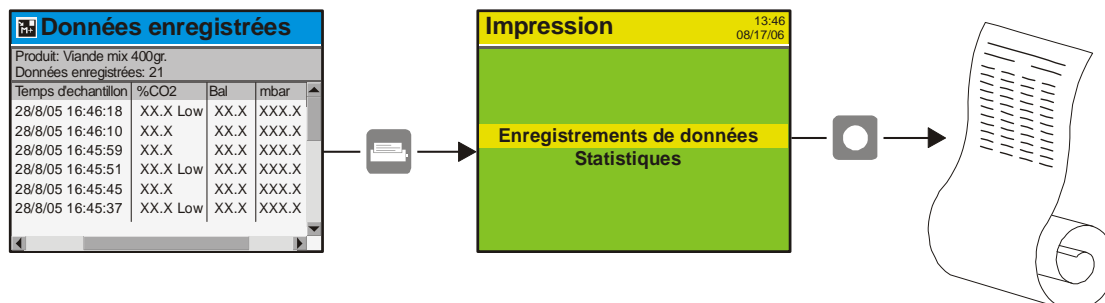 M+ Données enregistrées
Produit: Viande mix 400gr.
Données enregistrées: 21
Temps d'echantillon %CO2 Bal mbar
28/8/05 16:46:18 XX.X Low XX.X XXX.X
28/8/05 16:46:10 XX.X XX.X XXX.X
28/8/05 16:45:59 XX.X XX.X XXX.X
28/8/05 16:45:51 XX.X Low XX.X XXX.X
28/8/05 16:45:45 XX.X XX.X XXX.X
28/8/05 16:45:37 XX.X Low XX.X XXX.X
Impression
13:46
08/17/06
Enregistrements de données
Statistiques